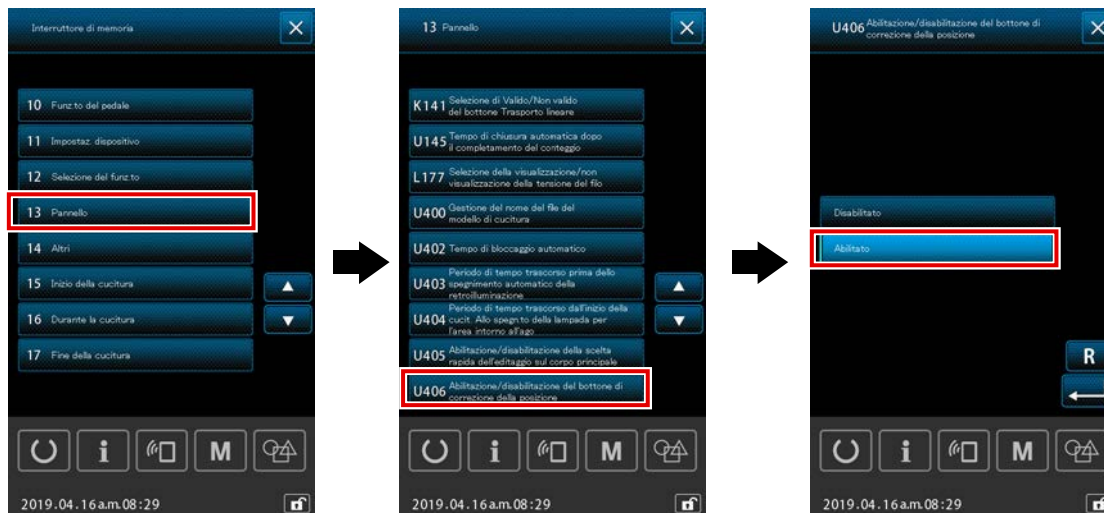 Interruttore di memoria
10 Funz.to del pedale
11 Impostaz. dispositivo
12 Selezione del funz.to
13 Pannello
14 Altri
15 Inizio della cucitura
16 Durante la cucitura
17 Fine della cucitura
M
2019.04.16a.m.08:29
13 Pannello
K141 Selezione di Valido/Non valido
del bottone Trasporto lineare
U145 Tempo di chiusura automatica dopo
il completamento del conteggio
L177 Selezione della visualizzazione/non
visualizzazione della tensione del filo
U400 Gestione del nome del file del
modello di cucitura
U402 Tempo di bloccaggio automatico
U403 Periodo di tempo trascorso prima dello
spegnimento automatico della
retroilluminazione
U404 Periodo di tempo trascorso dall'inizio della
cucit. Allo spegn.to della lampada per
l'area intorno all'ago
U405 Abilitazione/disabilitazione della scelta
rapida dell'editaggio sul corpo principale
U406 Abilitazione/disabilitazione del bottone di
correzione della posizione
M
2019.04.16a.m.08:29
U406 Abilitazione/disabilitazione del bottone di
correzione della posizione
Disabilitato
Abilitato
R
M
2019.04.16a.m.08:29